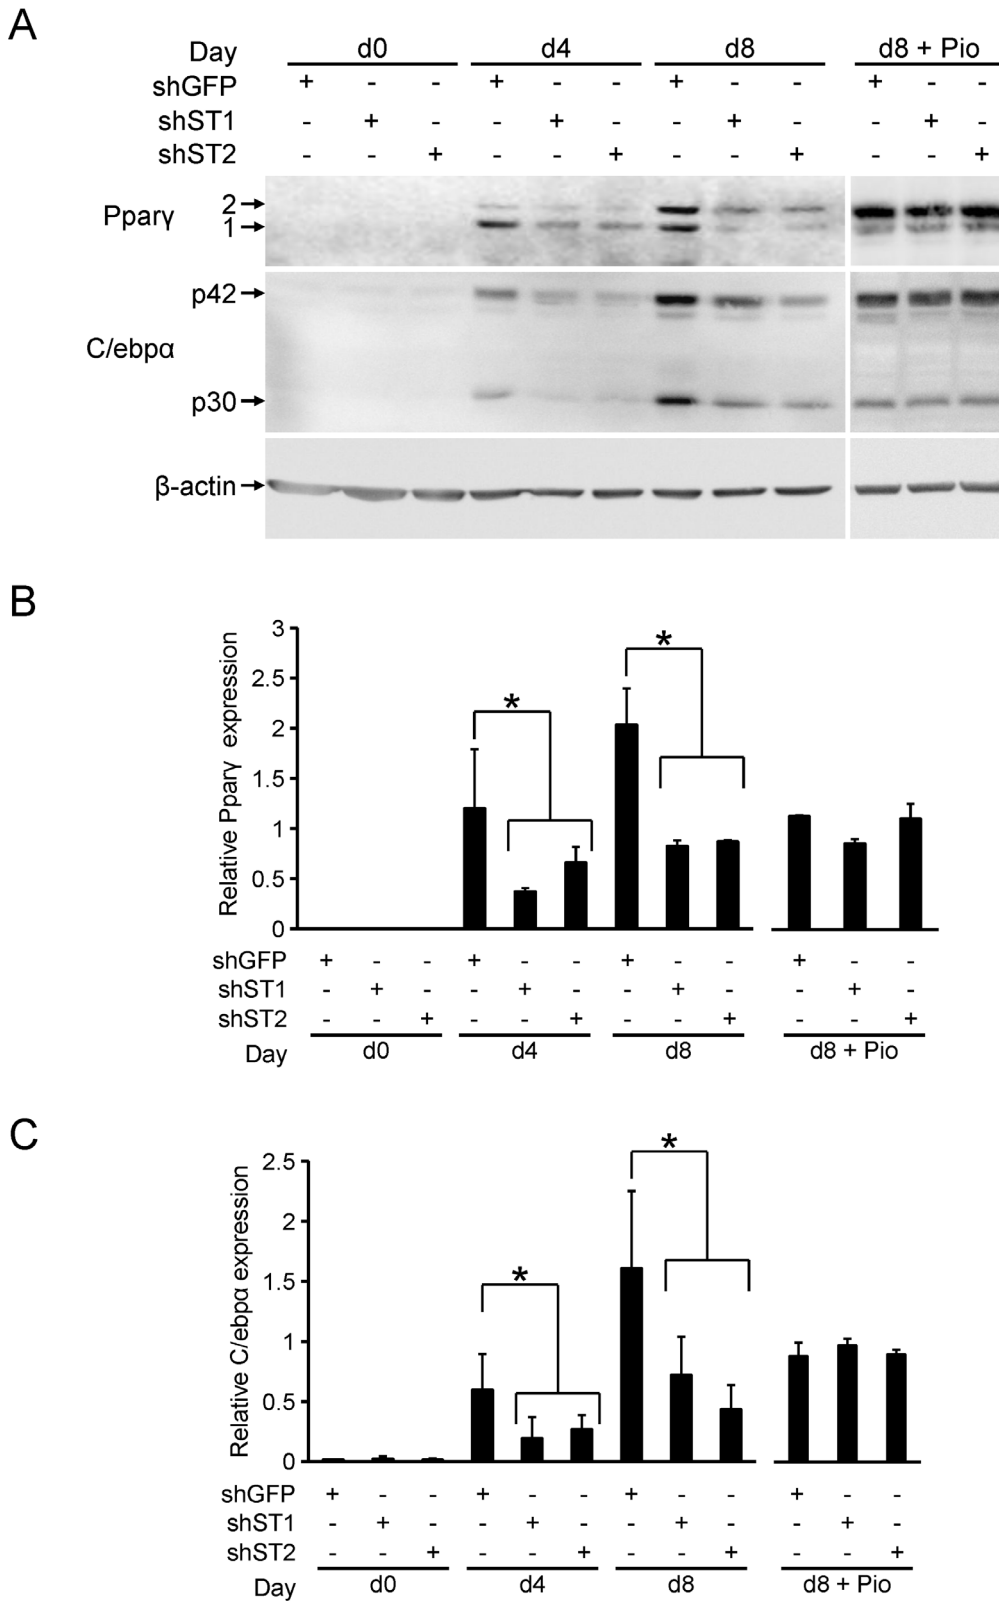 A
Day d0 d4 d8 d8 + Pio
shGFP + - - + - - + - - + - -
shST1 - + - - + - - + - - + -
shST2 - - + - - + - - + - - +
Pparγ 2
1
p42
C/ebpα
p30
β-actin
B
Relative Pparγ expression
3
2.5
2
1.5
1
0.5
0
shGFP + - - + - - + - - + - -
shST1 - + - - + - - + - - + -
shST2 - - + - - + - - + - - +
Day d0 d4 d8 d8 + Pio
* *
C
Relative C/ebpα expression
2.5
2
1.5
1
0.5
0
* *
shGFP + - - + - - + - - + - -
shST1 - + - - + - - + - - + -
shST2 - - + - - + - - + - - +
Day d0 d4 d8 d8 + Pio